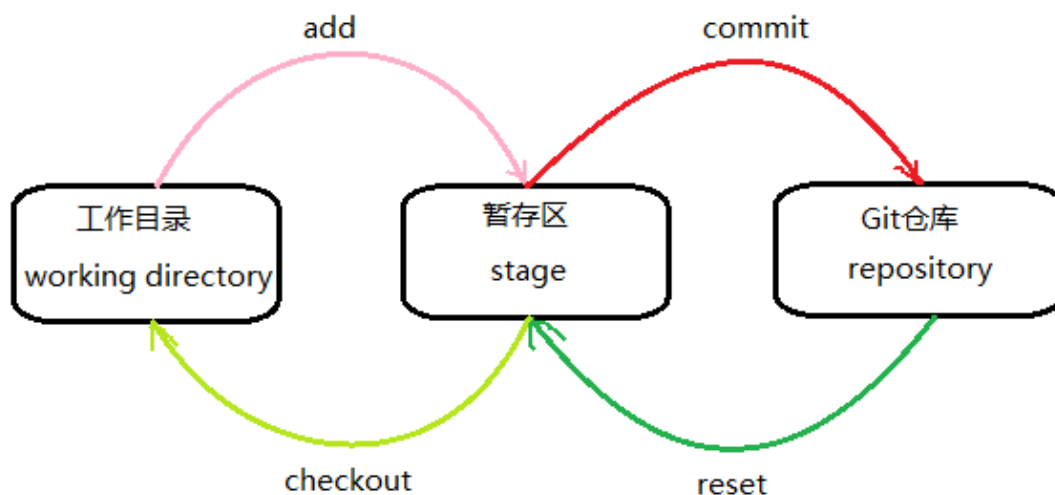 add
commit
工作目录
working directory
暂存区
stage
Git仓库
repository
checkout
reset